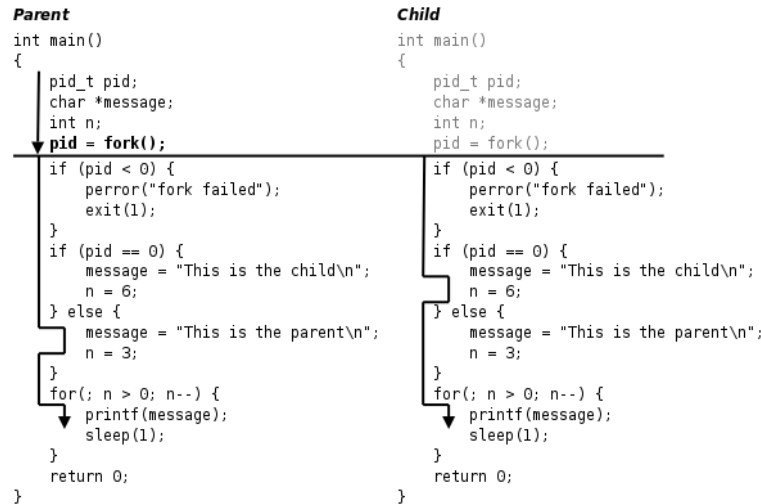 Parent
int main()
{
pid_t pid;
char *message;
int n;
pid = fork();
if (pid < 0) {
perror("fork failed");
exit(1);
}
if (pid == 0) {
message = "This is the child\n";
n = 6;
} else {
message = "This is the parent\n";
n = 3;
}
for(; n > 0; n--) {
printf(message);
sleep(1);
}
return 0;
}
Child
int main()
{
pid_t pid;
char *message;
int n;
pid = fork();
if (pid < 0) {
perror("fork failed");
exit(1);
}
if (pid == 0) {
message = "This is the child\n";
n = 6;
} else {
message = "This is the parent\n";
n = 3;
}
for(; n > 0; n--) {
printf(message);
sleep(1);
}
return 0;
}